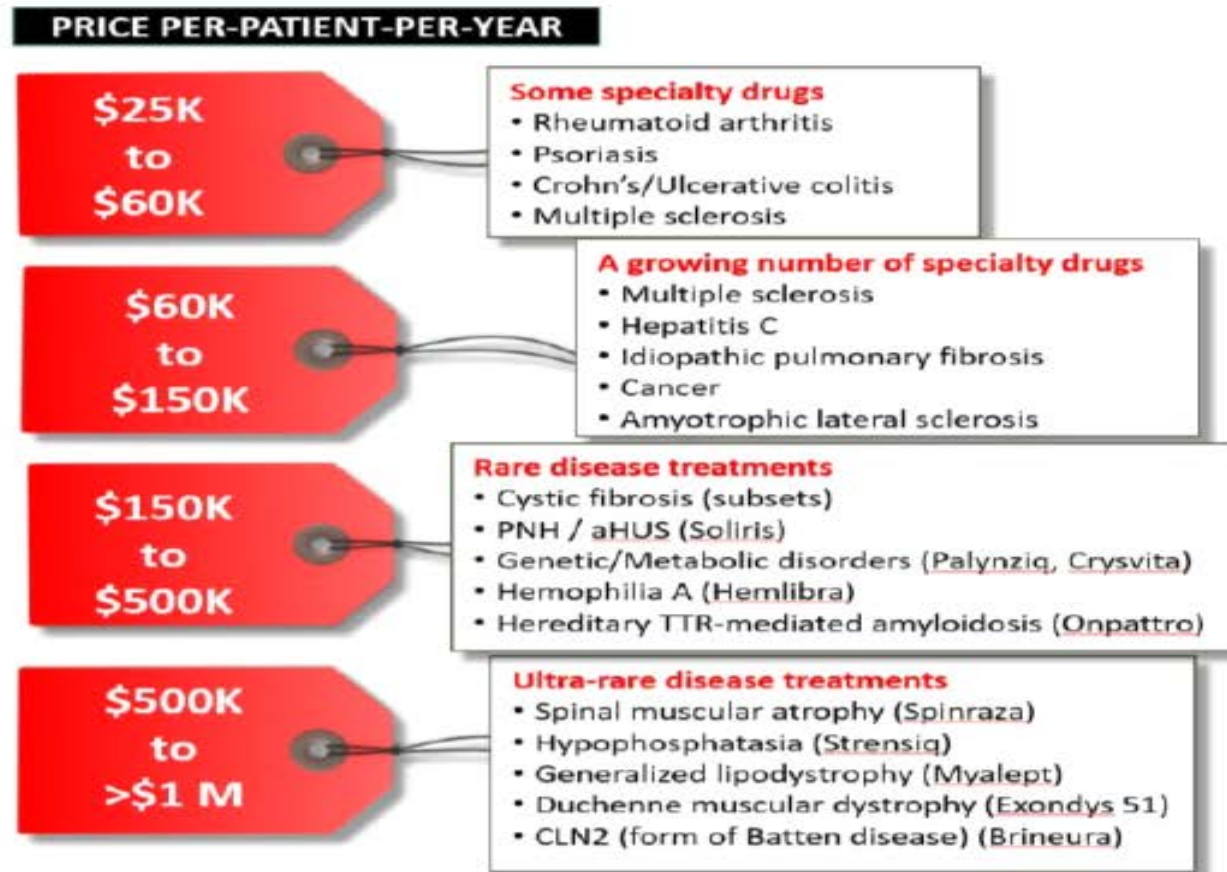 PRICE PER-PATIENT-PER-YEAR
$25K
to
$60K
Some specialty drugs
• Rheumatoid arthritis
• Psoriasis
• Crohn's/Ulcerative colitis
• Multiple sclerosis
$60K
to
$150K
A growing number of specialty drugs
• Multiple sclerosis
• Hepatitis C
• Idiopathic pulmonary fibrosis
• Cancer
• Amyotrophic lateral sclerosis
$150K
to
$500K
Rare disease treatments
• Cystic fibrosis (subsets)
• PNH / aHUS (Soliris)
• Genetic/Metabolic disorders (Palynziq, Crysvita)
• Hemophilia A (Hemlibra)
• Hereditary TTR-mediated amyloidosis (Onpattro)
$500K
to
>$1 M
Ultra-rare disease treatments
• Spinal muscular atrophy (Spinraza)
• Hypophosphatasia (Strensiq)
• Generalized lipodystrophy (Myalept)
• Duchenne muscular dystrophy (Exondys 51)
• CLN2 (form of Batten disease) (Brineura)